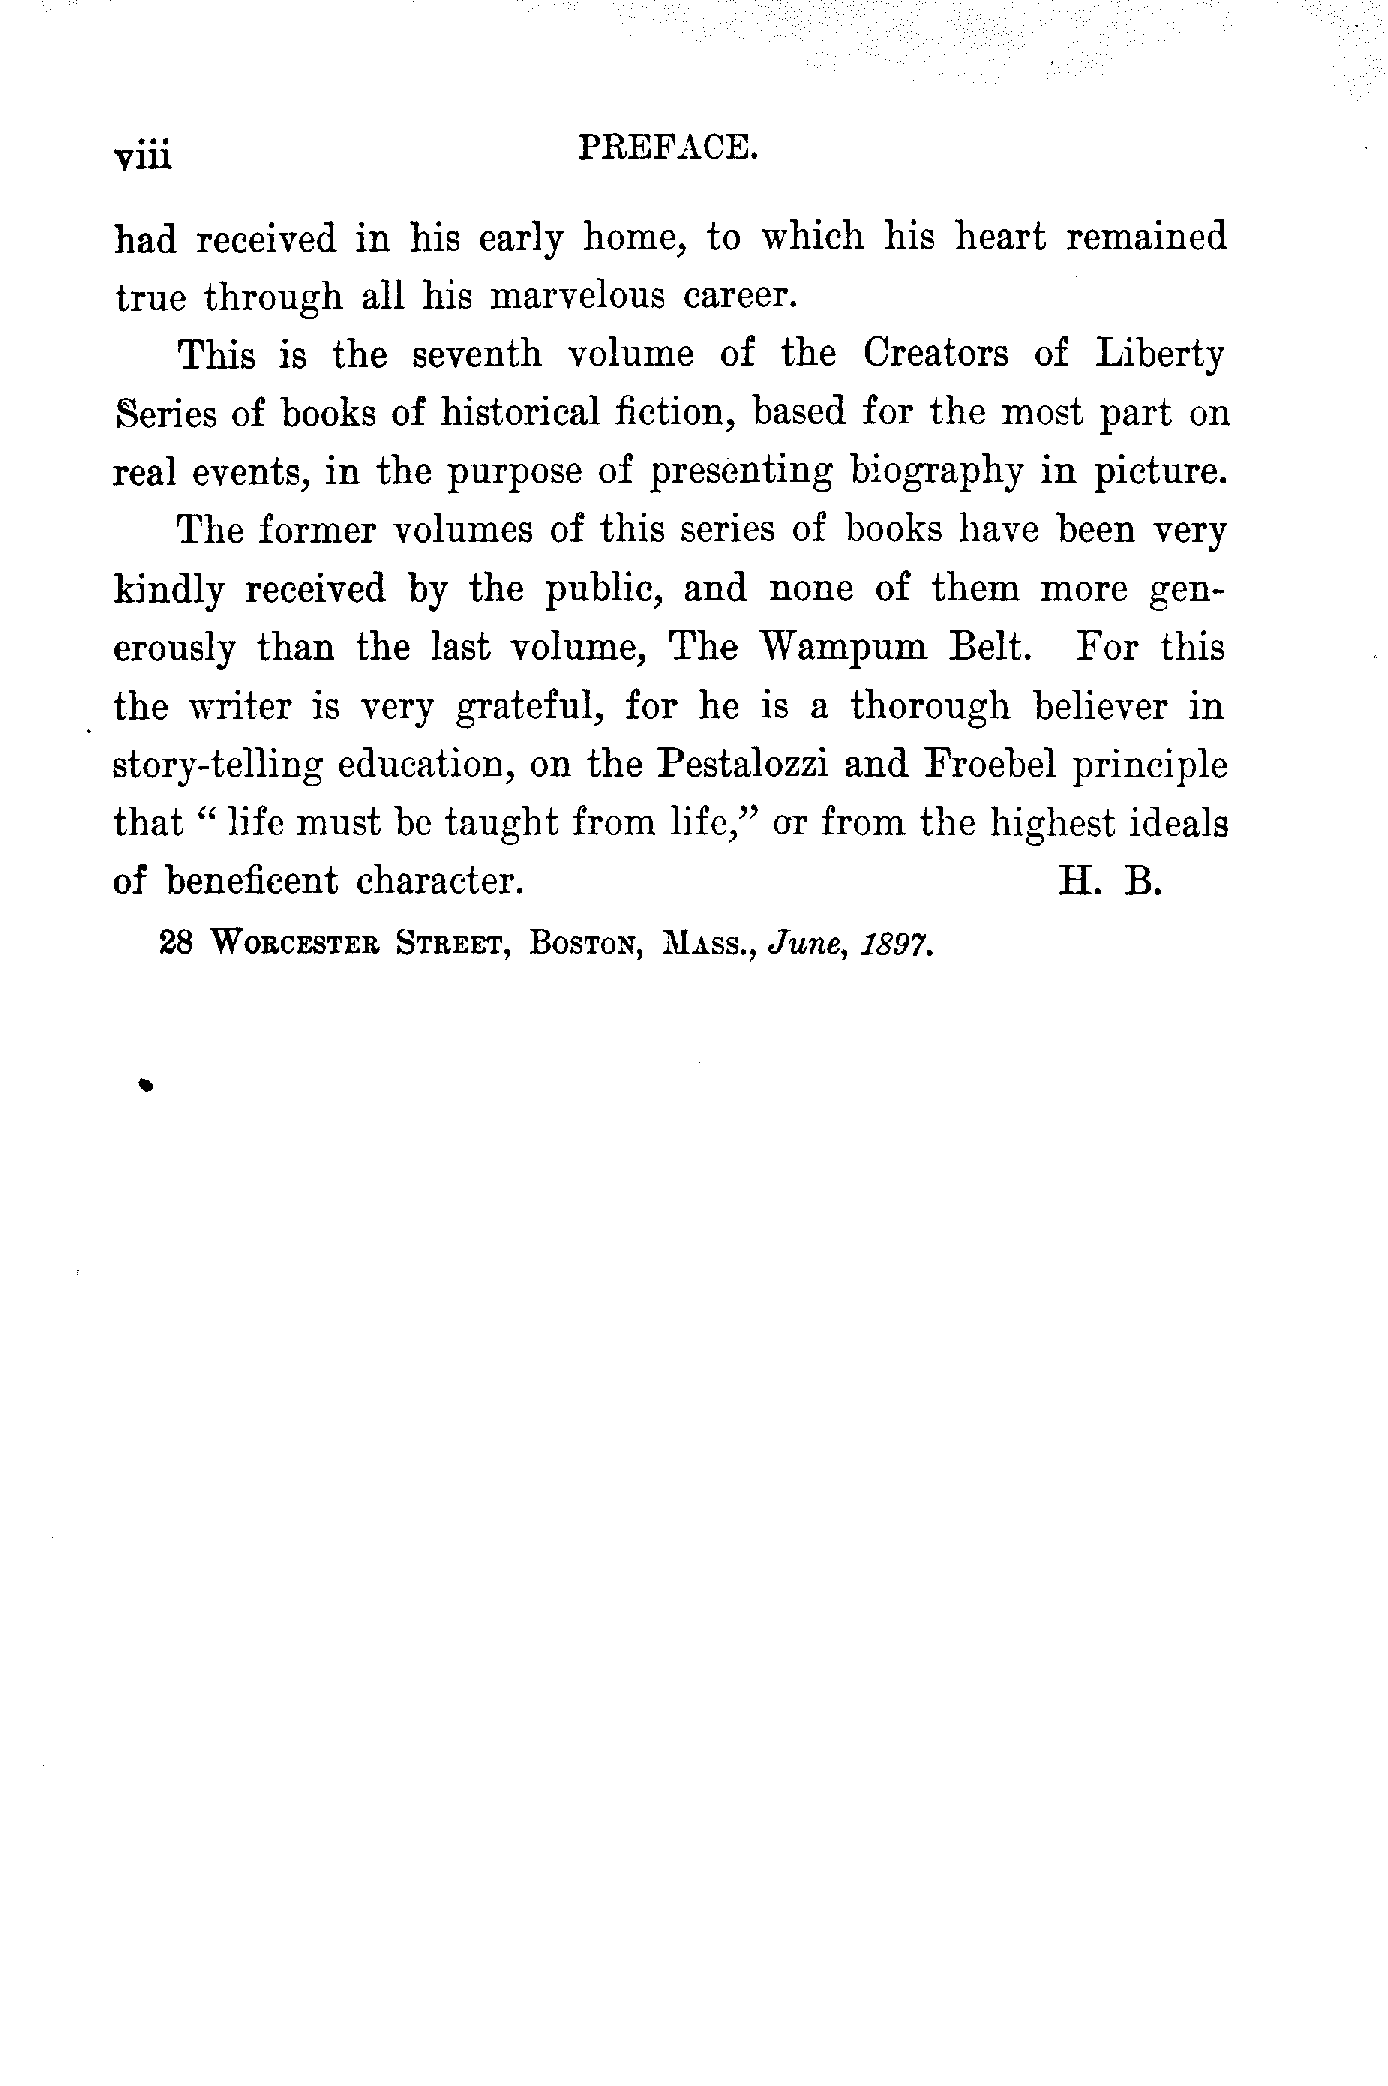 viii PREFACE.
had received in his early home, to which his heart remained
true through all his marvelous career.
This is the seventh volume of the Creators of Liberty
Series of books of historical fiction, based for the most part on
real events, in the purpose of presenting biography in picture.
The former volumes of this series of books have been very
kindly received by the public, and none of them more gen-
erously than the last volume, The Wampum Belt. For this
the writer is very grateful, for he is a thorough believer in
story-telling education, on the Pestalozzi and Froebel principle
that “ life must be taught from life,” or from the highest ideals
of beneficent character. H. B.
28 WORCESTER STREET, BOSTON, MASS., June, 1897.